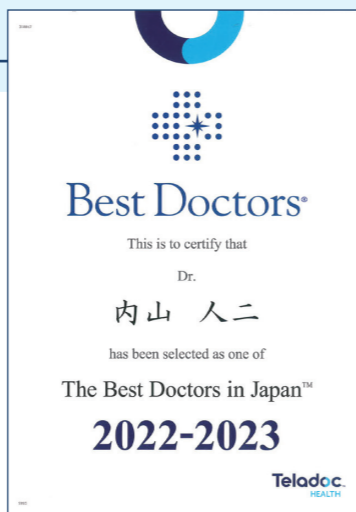 Best Doctors®
This is to certify that
Dr.
内山 人二
has been selected as one of
The Best Doctors in Japan™
2022-2023
Teladoc™
HEALTH